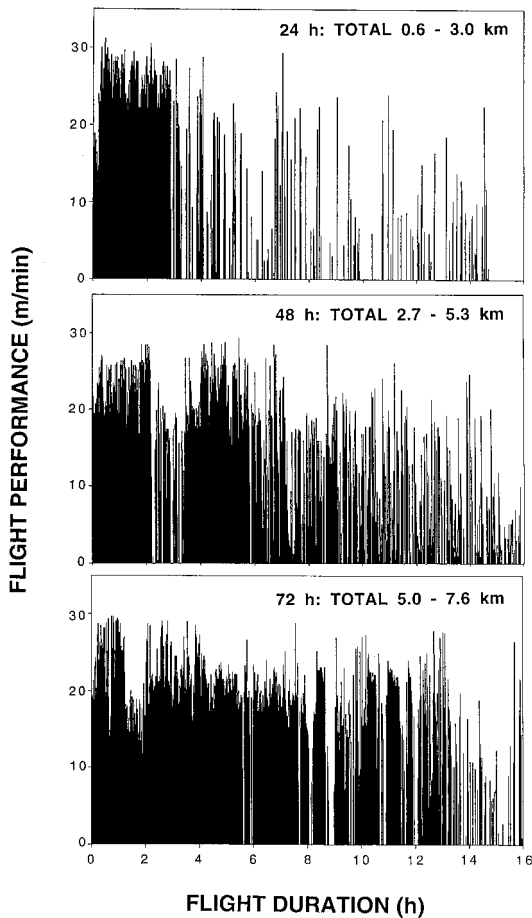 24 h: TOTAL 0.6 - 3.0 km
30
20
10
0
48 h: TOTAL 2.7 - 5.3 km
30
20
10
0
72 h: TOTAL 5.0 - 7.6 km
30
20
10
0
0 2 4 6 8 10 12 14 16
FLIGHT PERFORMANCE (m/min)
FLIGHT DURATION (h)